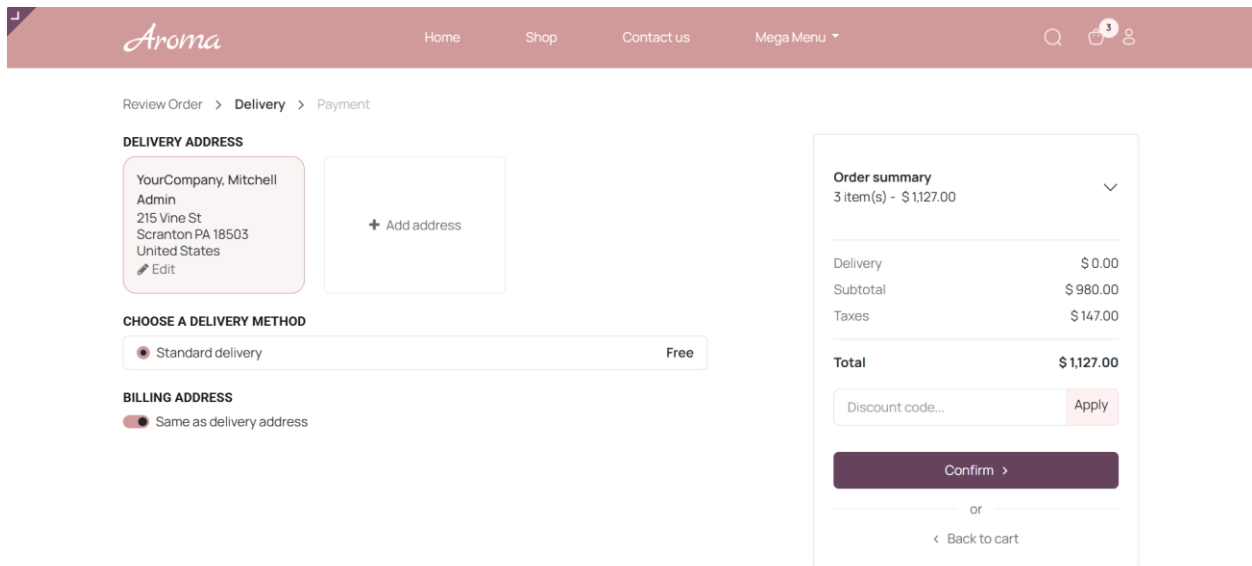 Aroma Home Shop Contact us Mega Menu 3
Review Order > Delivery > Payment
DELIVERY ADDRESS
YourCompany, Mitchell
Admin
215 Vine St
Scranton PA 18503
United States
Edit
+ Add address
CHOOSE A DELIVERY METHOD
Standard delivery Free
BILLING ADDRESS
Same as delivery address
Order summary
3 item(s) - $ 1,127.00
Delivery $ 0.00
Subtotal $ 980.00
Taxes $ 147.00
Total $ 1,127.00
Discount code... Apply
Confirm >
or
< Back to cart